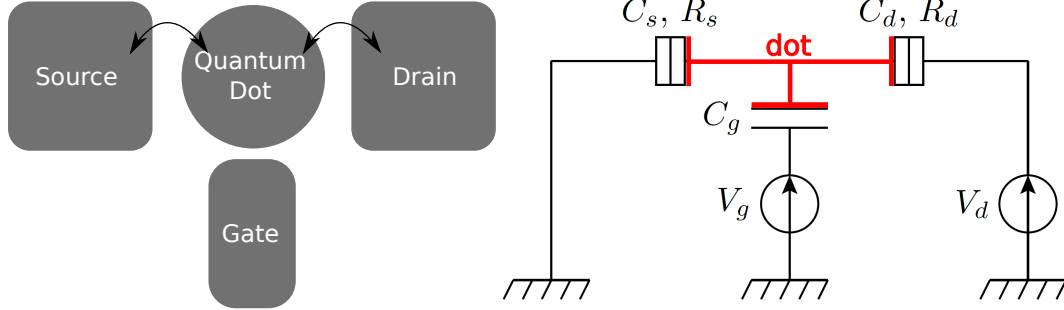 Source
Quantum
Dot
Drain
Gate
C_s, R_s
C_d, R_d
dot
C_g
V_g
V_d